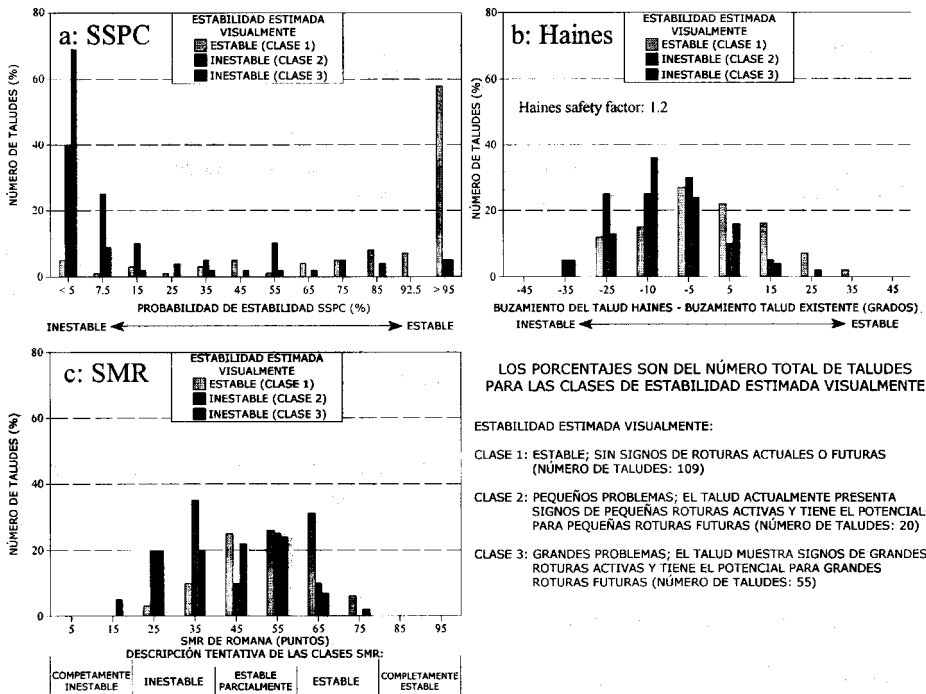 a: SSPC
ESTABILIDAD ESTIMADA
VISUALMENTE
ESTABLE (CLASE 1)
INESTABLE (CLASE 2)
INESTABLE (CLASE 3)
NÚMERO DE TALUDES (%)
80
60
40
20
0
< 5 7.5 15 25 35 45 55 65 75 85 92.5 > 95
PROBABILIDAD DE ESTABILIDAD SSPC (%)
INESTABLE ESTABLE
b: Haines
ESTABILIDAD ESTIMADA
VISUALMENTE
ESTABLE (CLASE 1)
INESTABLE (CLASE 2)
INESTABLE (CLASE 3)
Haines safety factor: 1.2
NÚMERO DE TALUDES (%)
80
60
40
20
0
-45 -35 -25 -10 -5 5 15 25 35 45
BUZAMIENTO DEL TALUD HAINES - BUZAMIENTO TALUD EXISTENTE (GRADOS).
INESTABLE ESTABLE
c: SMR
ESTABILIDAD ESTIMADA
VISUALMENTE
ESTABLE (CLASE 1)
INESTABLE (CLASE 2)
INESTABLE (CLASE 3)
NÚMERO DE TALUDES (%)
80
60
40
20
0
5 15 25 35 45 55 65 75 85 95
SMR DE ROMANA (PUNTOS)
DESCRIPCIÓN TENTATIVA DE LAS CLASES SMR:
COMPETAMENTE INESTABLE
INESTABLE
ESTABLE PARCIALMENTE
ESTABLE
COMPLETAMENTE ESTABLE
LOS PORCENTAJES SON DEL NÚMERO TOTAL DE TALUDES
PARA LAS CLASES DE ESTABILIDAD ESTIMADA VISUALMENTE
ESTABILIDAD ESTIMADA VISUALMENTE:
CLASE 1: ESTABLE; SIN SIGNOS DE ROTURAS ACTUALES O FUTURAS
(NÚMERO DE TALUDES: 109)
CLASE 2: PEQUEÑOS PROBLEMAS; EL TALUD ACTUALMENTE PRESENTA
SIGNOS DE PEQUEÑAS ROTURAS ACTIVAS Y TIENE EL POTENCIAL
PARA PEQUEÑAS ROTURAS FUTURAS (NÚMERO DE TALUDES: 20)
CLASE 3: GRANDES PROBLEMAS; EL TALUD MUESTRA SIGNOS DE GRANDES
ROTURAS ACTIVAS Y TIENE EL POTENCIAL PARA GRANDES
ROTURAS FUTURAS (NÚMERO DE TALUDES: 55)